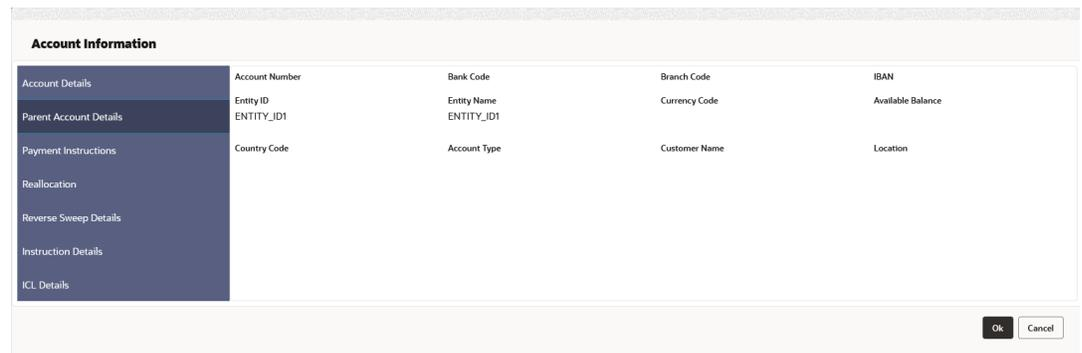 Account Information
Account Details
Parent Account Details
Payment Instructions
Reallocation
Reverse Sweep Details
Instruction Details
ICL Details
Account Number Bank Code Branch Code IBAN
Entity ID Entity Name Currency Code Available Balance
ENTITY_ID1 ENTITY_ID1
Country Code Account Type Customer Name Location
Ok Cancel